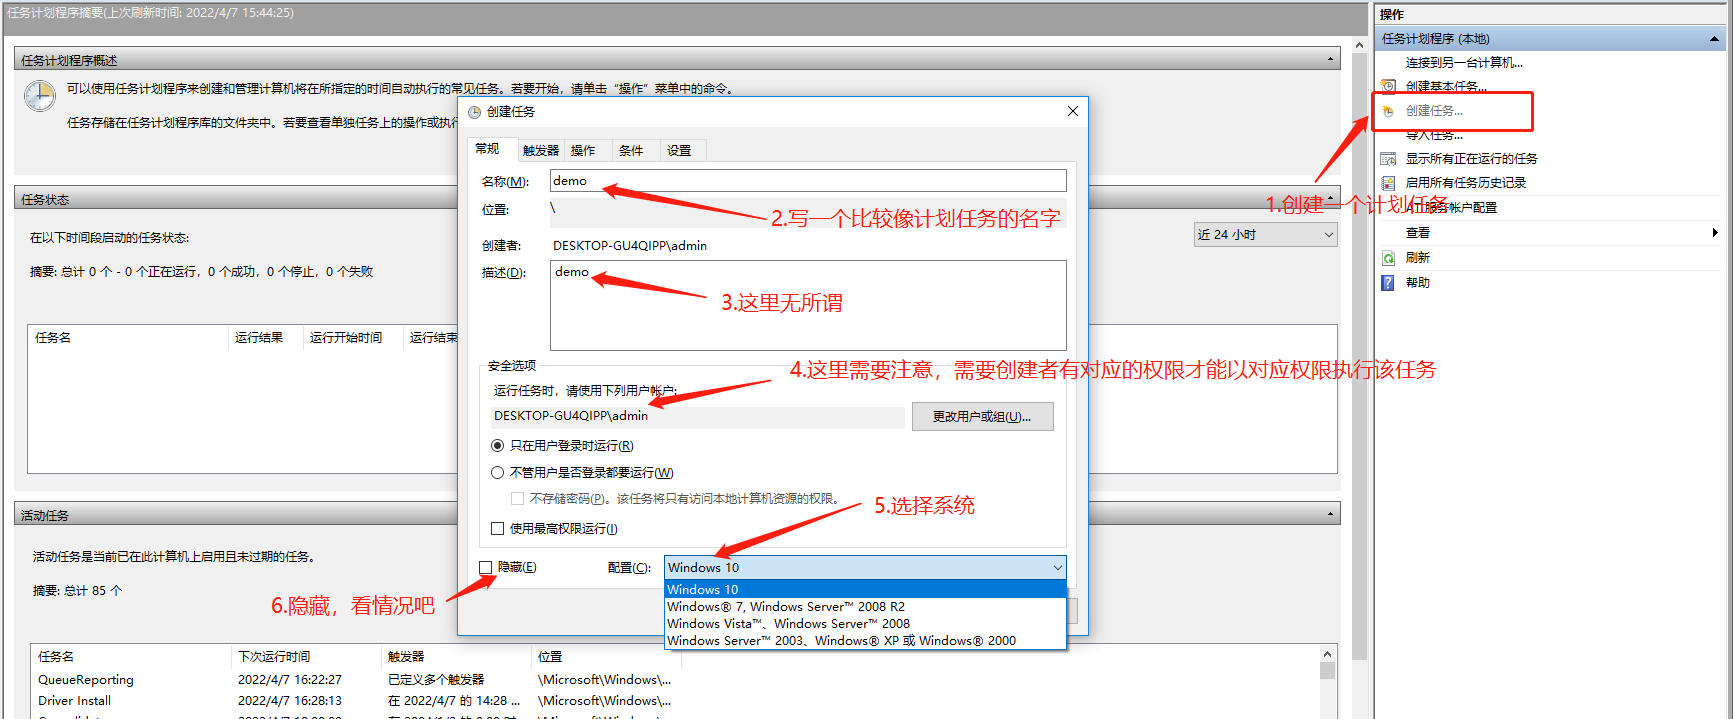 任务计划程序摘要(上次刷新时间: 2022/4/7 15:44:25)
任务计划程序概述
可以使用任务计划程序来创建和管理计算机将在所指定的时间自动执行的常见任务。若要开始，请单击“操作”菜单中的命令。
任务存储在任务计划程序库的文件夹中。若要查看单独任务上的操作或执行
任务状态
在以下时间段启动的任务状态:
近 24 小时
摘要: 总计 0 个 - 0 个正在运行，0 个成功，0 个停止，0 个失败
任务名
运行结果
运行开始时间
运行结束
活动任务
活动任务是当前已在此计算机上启用且未过期的任务。
摘要: 总计 85 个
任务名
下次运行时间
触发器
位置
QueueReporting
2022/4/7 16:22:27
已定义多个触发器
\Microsoft\Windows\...
Driver Install
2022/4/7 16:28:13
在 2022/4/7 的 14:28 ...
\Microsoft\Windows\...
创建任务
常规
触发器
操作
条件
设置
名称(M):
demo
2.写一个比较像计划任务的名字
位置:
\
创建者:
DESKTOP-GU4QIPP\admin
描述(D):
demo
3.这里无所谓
安全选项
4.这里需要注意，需要创建者有对应的权限才能以对应权限执行该任务
运行任务时，请使用下列用户帐户:
DESKTOP-GU4QIPP\admin
更改用户或组(U)...
只在用户登录时运行(R)
不管用户是否登录都要运行(W)
不存储密码(P)。该任务将只有访问本地计算机资源的权限。
5.选择系统
使用最高权限运行(I)
隐藏(E)
配置(C):
Windows 10
Windows 10
Windows® 7, Windows Server™ 2008 R2
Windows Vista™、Windows Server™ 2008
Windows Server™ 2003、Windows® XP 或 Windows® 2000
6.隐藏，看情况吧
操作
任务计划程序 (本地)
连接到另一台计算机...
创建基本任务...
创建任务...
导入任务...
显示所有正在运行的任务
启用所有任务历史记录
1.创建一个计划任务
AT 服务帐户配置
查看
刷新
帮助